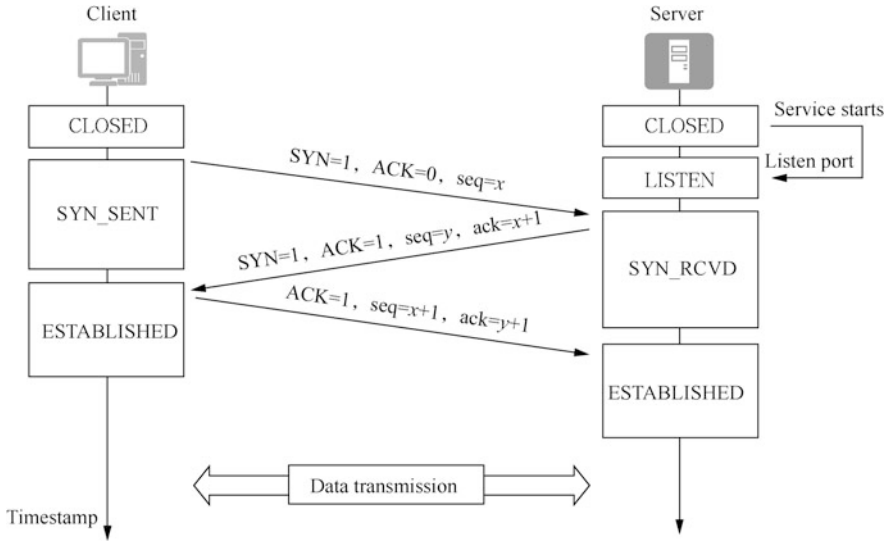 Client
Server
CLOSED
CLOSED
Service starts
Listen port
LISTEN
SYN=1, ACK=0, seq=x
SYN_SENT
SYN=1, ACK=1, seq=y, ack=x+1
SYN_RCVD
ACK=1, seq=x+1, ack=y+1
ESTABLISHED
ESTABLISHED
Data transmission
Timestamp